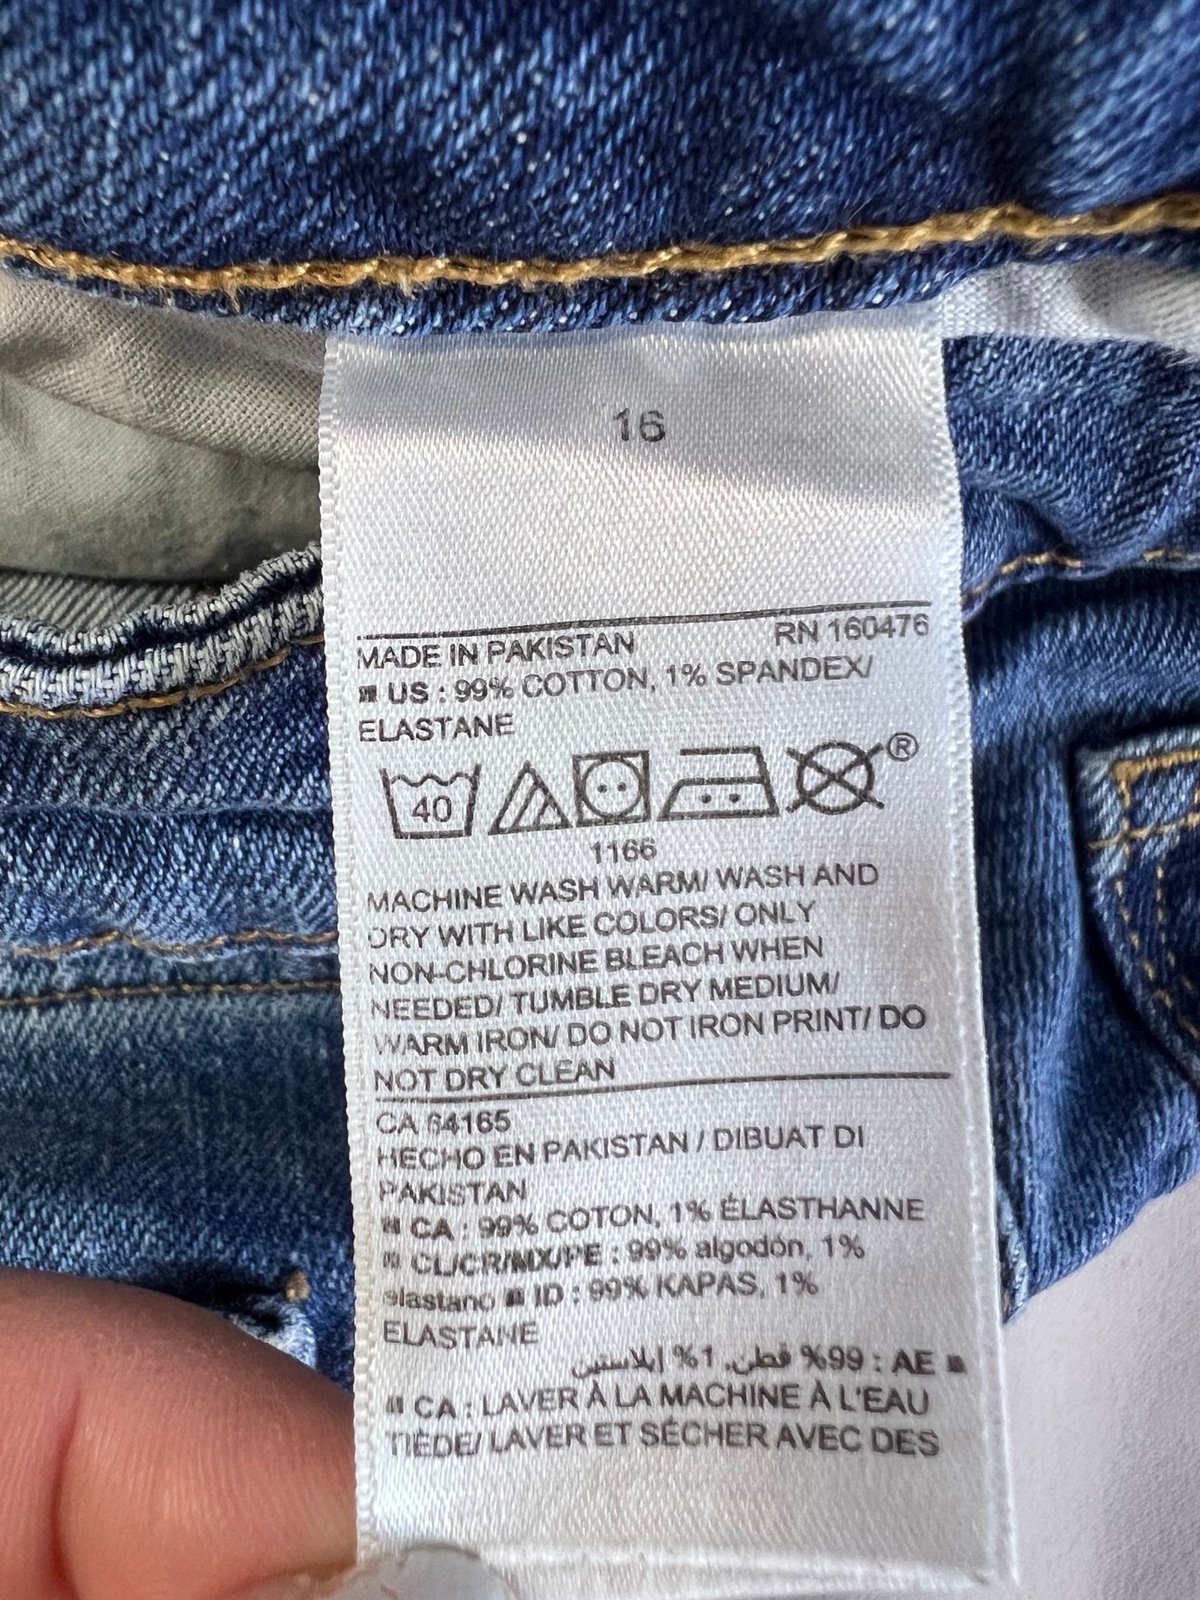 16
MADE IN PAKISTAN RN 160476
US : 99% COTTON, 1% SPANDEX/
ELASTANE
40
®
1166
MACHINE WASH WARM/ WASH AND
DRY WITH LIKE COLORS/ ONLY
NON-CHLORINE BLEACH WHEN
NEEDED/ TUMBLE DRY MEDIUM/
WARM IRON/ DO NOT IRON PRINT/ DO
NOT DRY CLEAN
CA 64165
HECHO EN PAKISTAN / DIBUAT DI
PAKISTAN
CA : 99% COTON, 1% ÉLASTHANNE
CL/CR/MX/PE : 99% algodón, 1%
elastano ID : 99% KAPAS, 1%
ELASTANE
AE : 99% قطن, 1% إيلاستين
CA : LAVER À LA MACHINE À L'EAU
TIÈDE/ LAVER ET SÉCHER AVEC DES